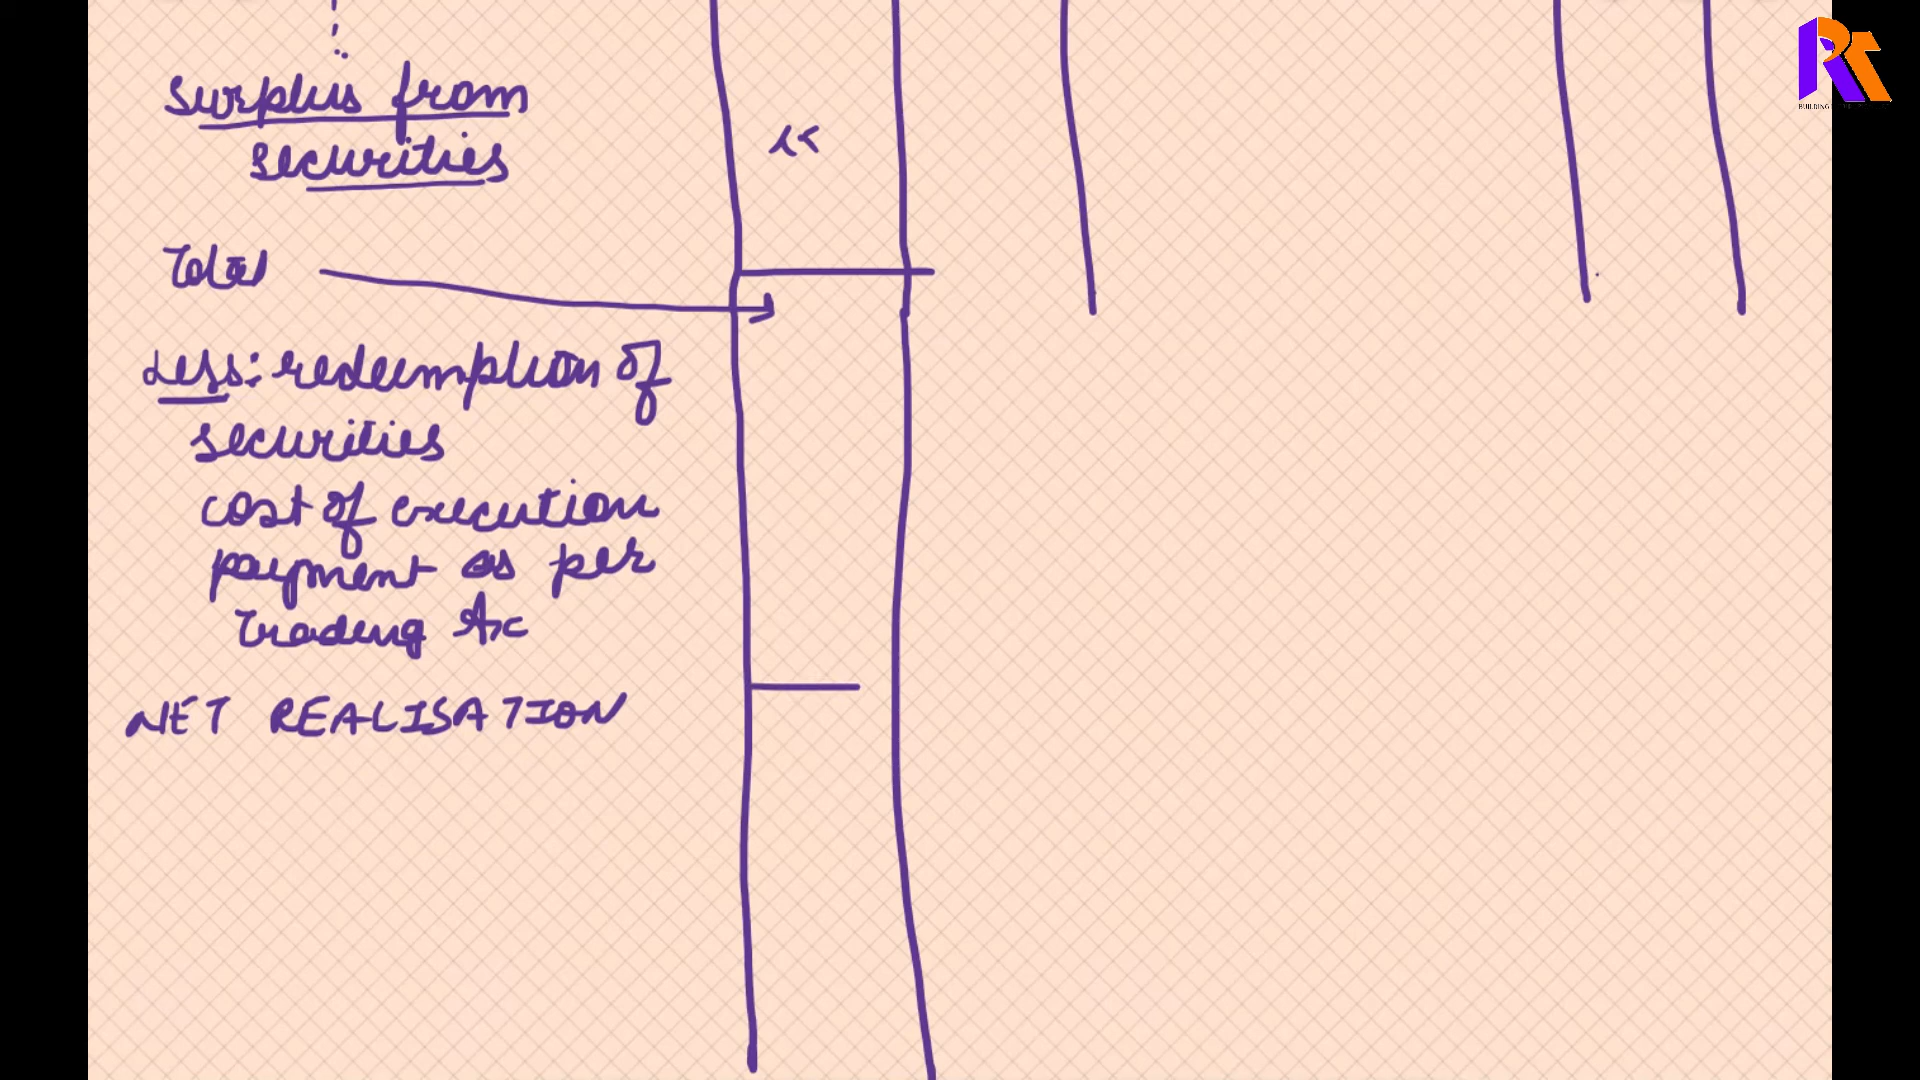 Surplus from
securities
Total
Less: redemption of
securities
cost of execution
payment as per
Trading A/c
NET REALISATION